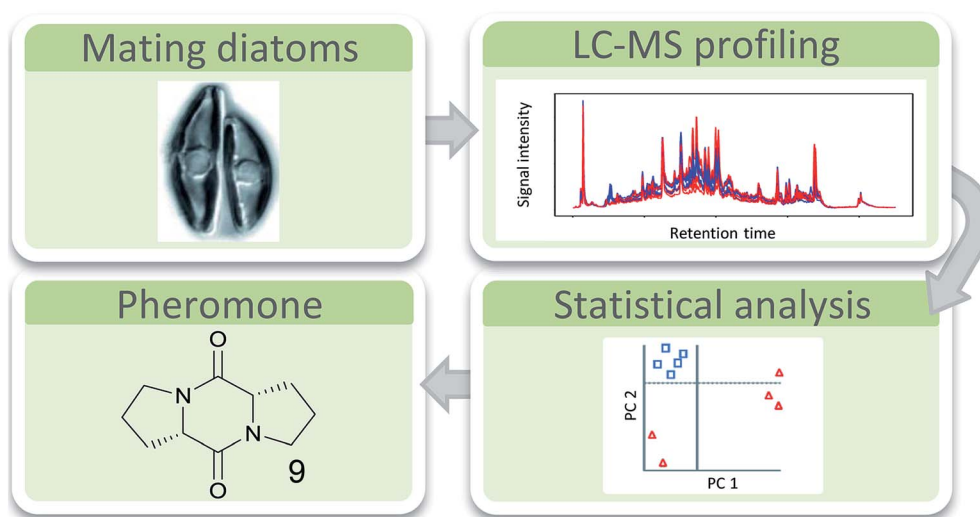 Mating diatoms
LC-MS profiling
Signal intensity
Retention time
Statistical analysis
PC 2
PC 1
Pheromone
O
N
N
O
9